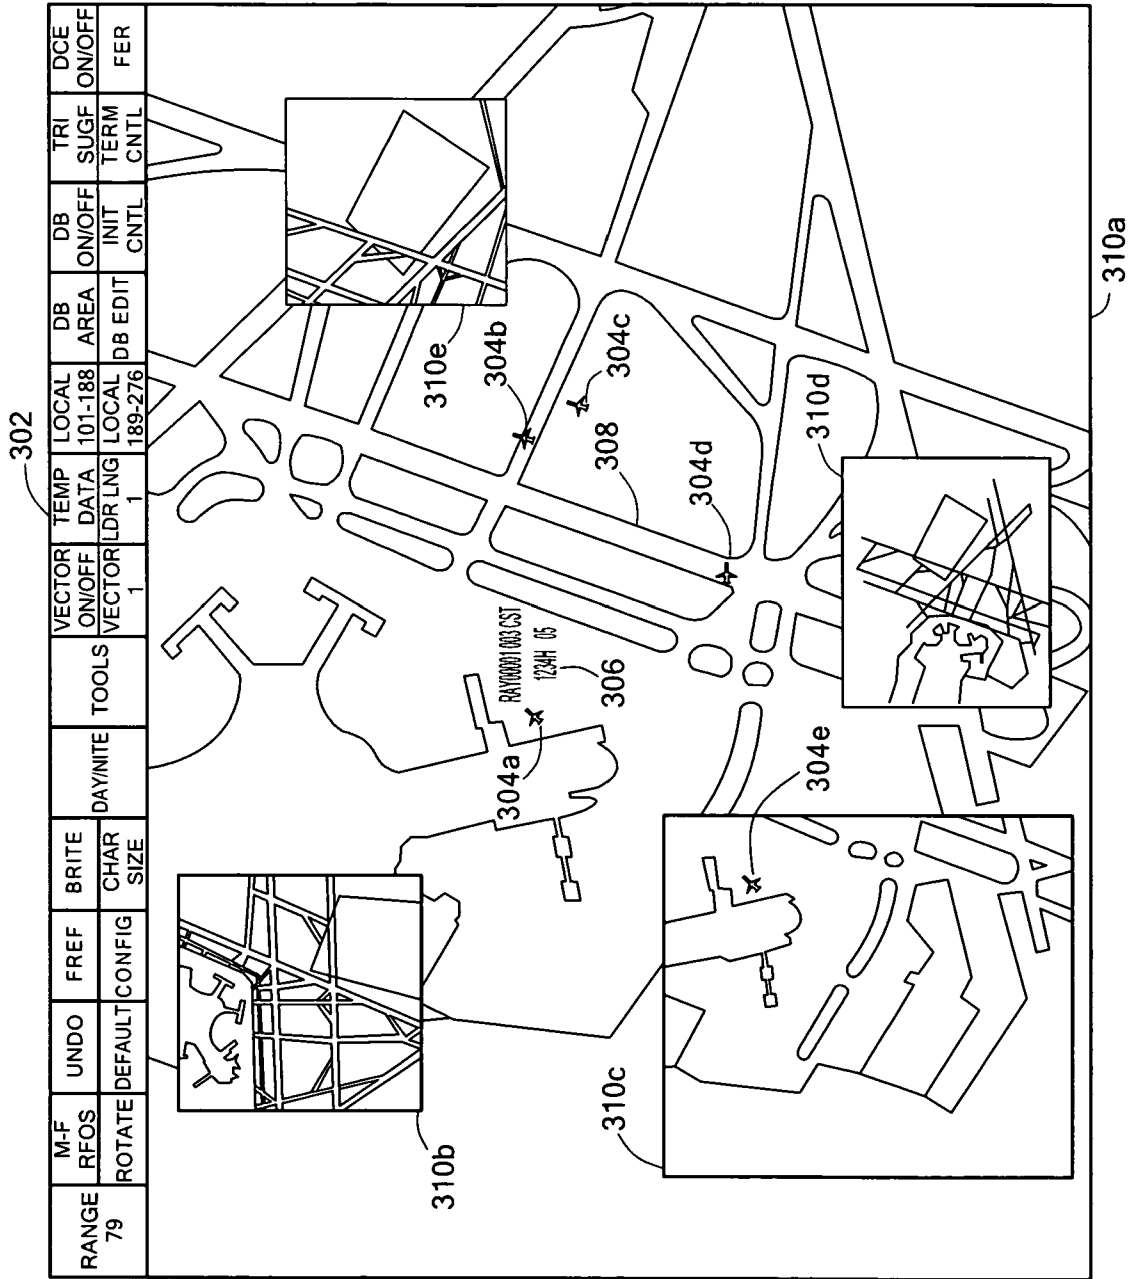 302
RANGE
79
M-F
RFOS
ROTATE
UNDO
DEFAULT
FREF
CONFIG
BRITE
CHAR
SIZE
DAY/NITE
TOOLS
VECTOR
ON/OFF
VECTOR
1
TEMP
DATA
LDR LNG
1
LOCAL
101-188
LOCAL
189-276
DB
AREA
DB EDIT
DB
ON/OFF
INIT
CNTL
TRI
SUGF
TERM
CNTL
DCE
ON/OFF
FER
310b
310e
304b
304a
RAY00001 003 CST
1234H 05
306
304c
308
310c
304d
304e
310d
310a